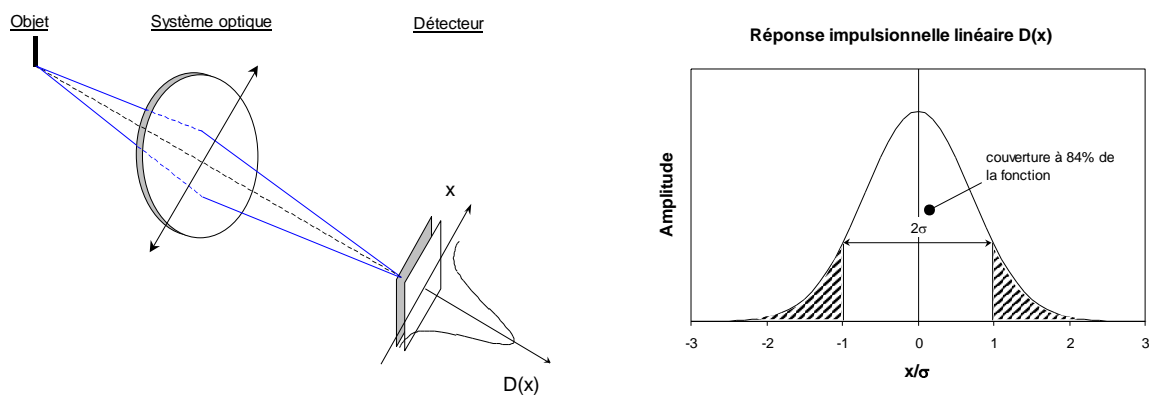 Objet
Système optique
Détecteur
x
D(x)
Réponse impulsionnelle linéaire D(x)
Amplitude
couverture à 84% de
la fonction
2σ
-3 -2 -1 0 1 2 3
x/σ